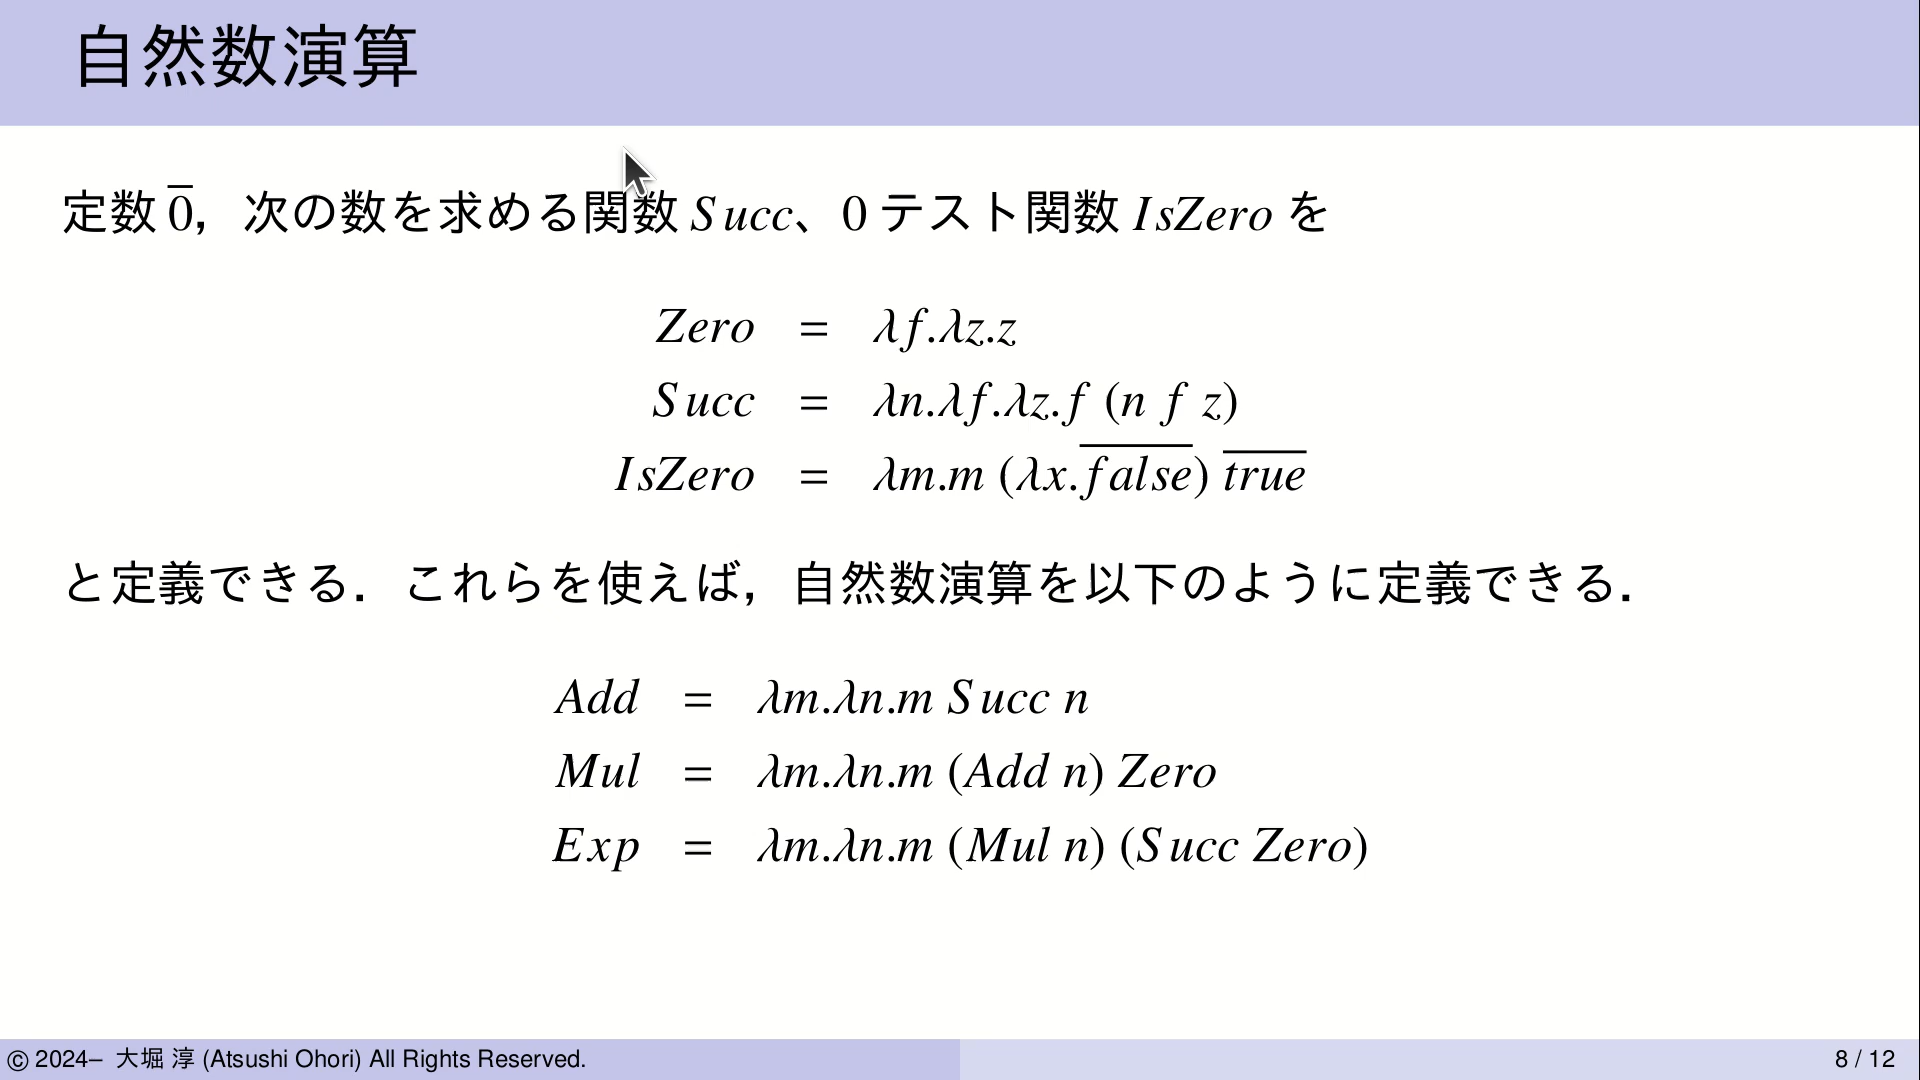 自然数演算
定数 0̅，次の数を求める関数 Succ、0 テスト関数 IsZero を
Zero = λf.λz.z
Succ = λn.λf.λz.f (n f z)
IsZero = λm.m (λx.f̅a̅l̅s̅e̅) t̅r̅u̅e̅
と定義できる．これらを使えば，自然数演算を以下のように定義できる．
Add = λm.λn.m Succ n
Mul = λm.λn.m (Add n) Zero
Exp = λm.λn.m (Mul n) (Succ Zero)
© 2024– 大堀 淳 (Atsushi Ohori) All Rights Reserved.
8 / 12